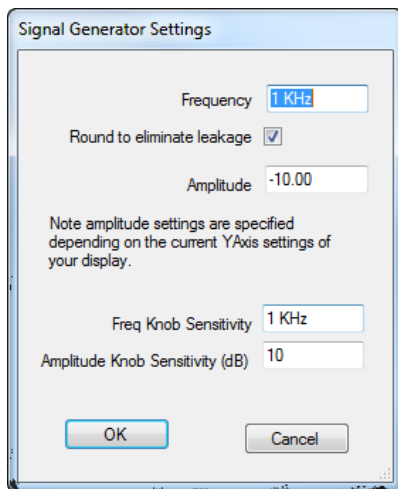 Signal Generator Settings
Frequency 1 KHz
Round to eliminate leakage
Amplitude -10.00
Note amplitude settings are specified
depending on the current YAxis settings of
your display.
Freq Knob Sensitivity 1 KHz
Amplitude Knob Sensitivity (dB) 10
OK Cancel